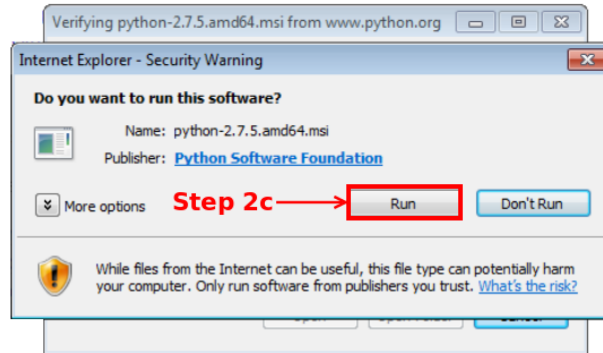 Verifying python-2.7.5.amd64.msi from www.python.org
Internet Explorer - Security Warning
Do you want to run this software?
Name: python-2.7.5.amd64.msi
Publisher: Python Software Foundation
More options
Step 2c
Run
Don't Run
While files from the Internet can be useful, this file type can potentially harm
your computer. Only run software from publishers you trust. What's the risk?